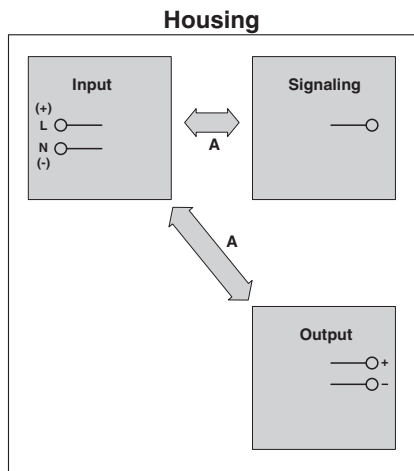 Housing
Input
(+)
L
N
(-)
Signaling
A
A
Output
+
–